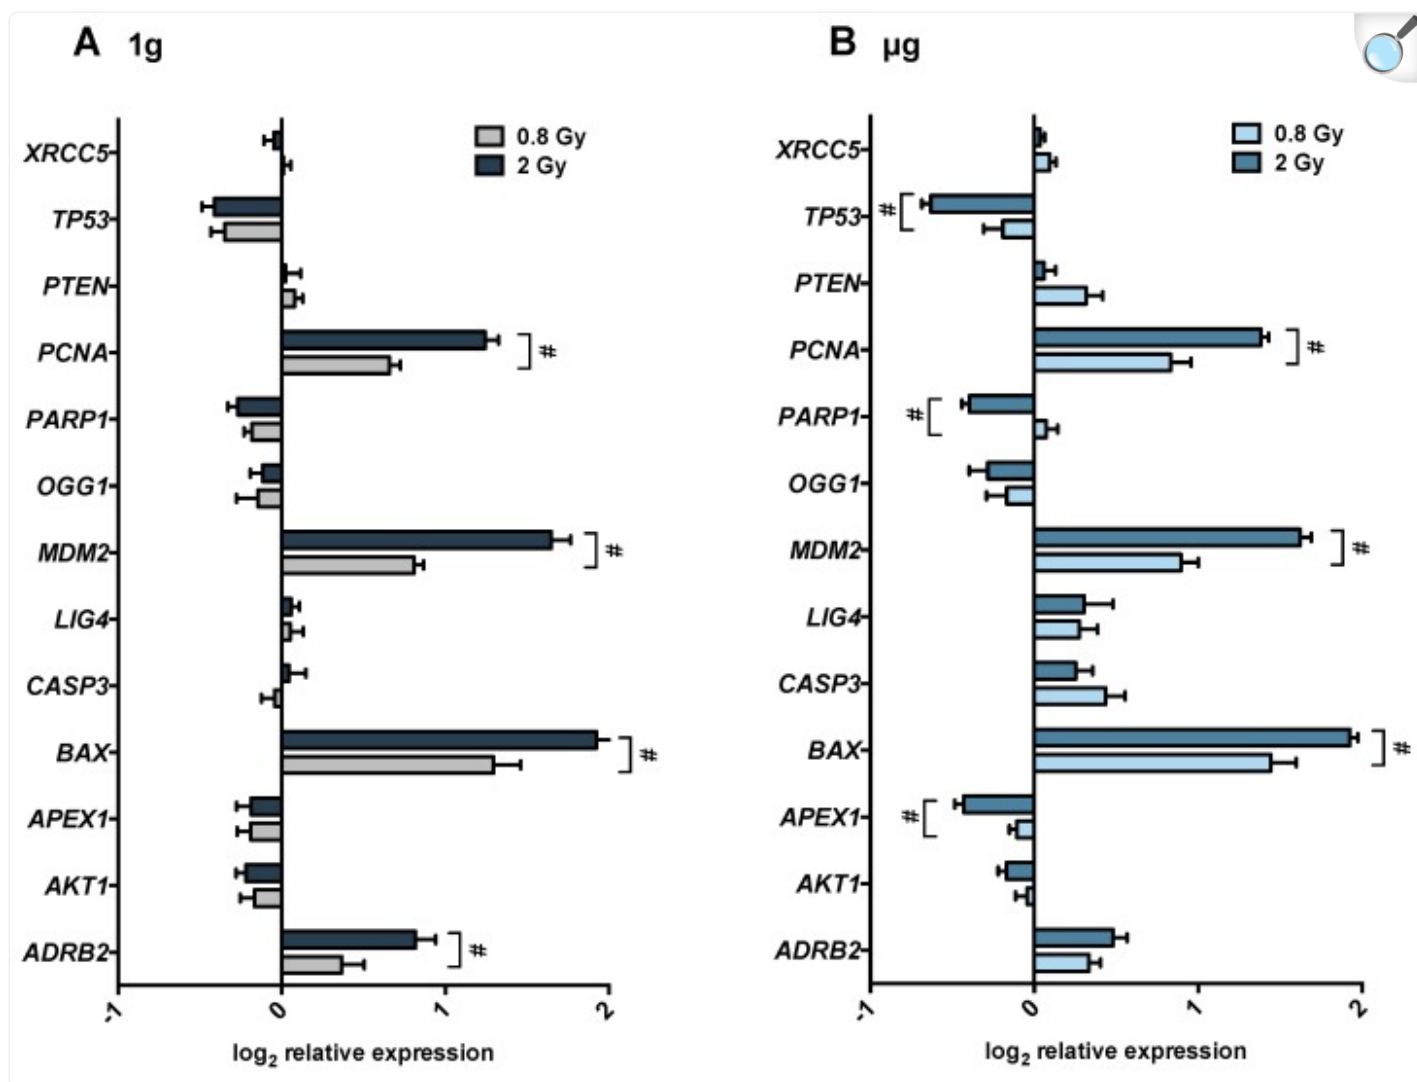 A 1g
0.8 Gy
2 Gy
XRCC5
TP53
PTEN
PCNA #
PARP1
OGG1
MDM2 #
LIG4
CASP3
BAX #
APEX1
AKT1
ADRB2 #
-1 0 1 2
log₂ relative expression
B µg
0.8 Gy
2 Gy
XRCC5
TP53 #
PTEN
PCNA #
PARP1 #
OGG1
MDM2 #
LIG4
CASP3
BAX #
APEX1 #
AKT1
ADRB2
-1 0 1 2
log₂ relative expression